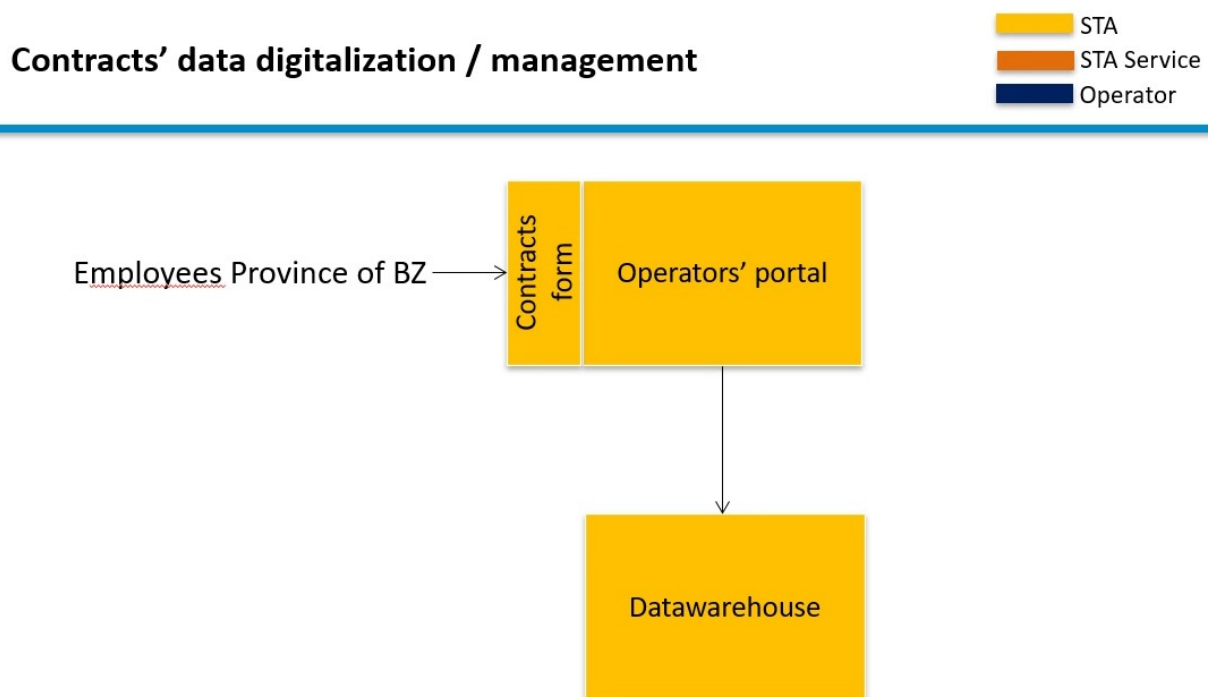 Contracts’ data digitalization / management
STA
STA Service
Operator
Employees Province of BZ
Contracts
form
Operators’ portal
Datawarehouse